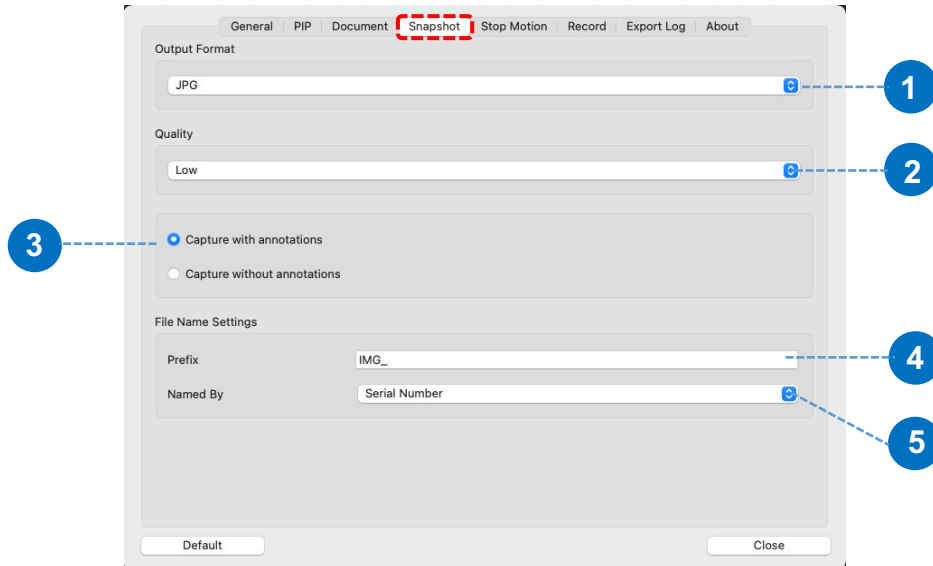 General PIP Document Snapshot Stop Motion Record Export Log About
Output Format
JPG
1
Quality
Low
2
3
Capture with annotations
Capture without annotations
File Name Settings
Prefix IMG_
4
Named By Serial Number
5
Default Close